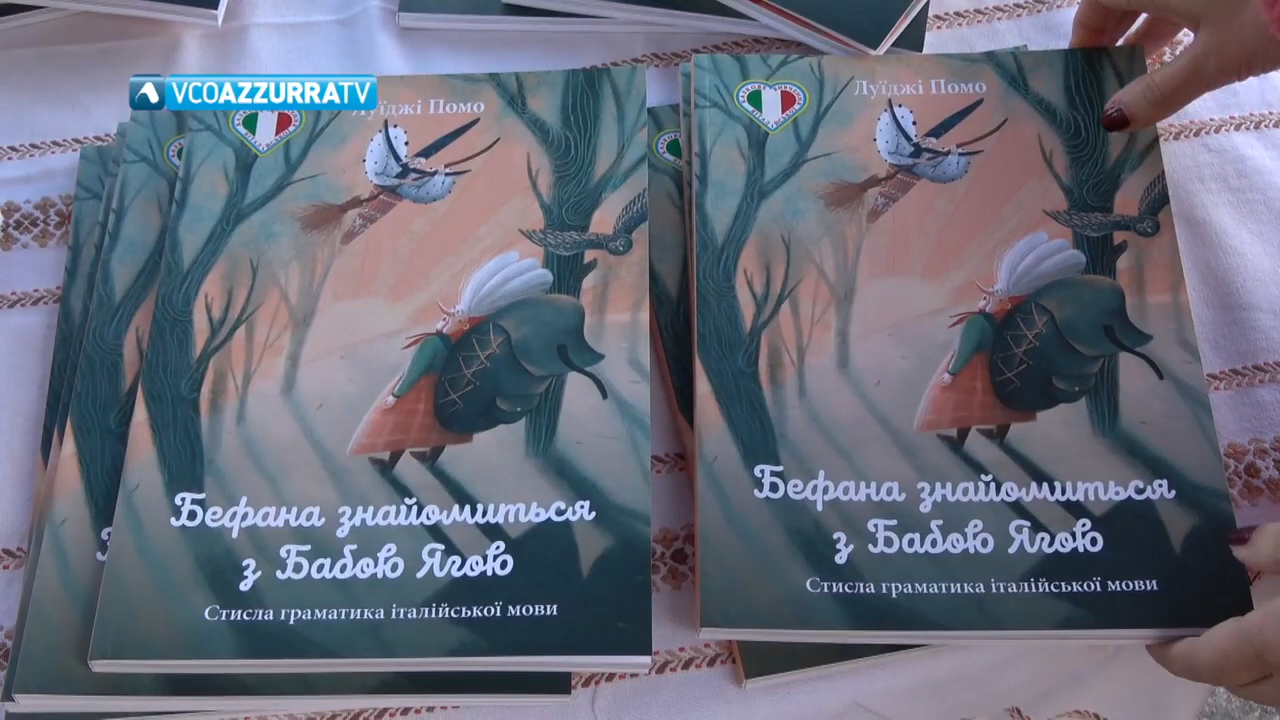 VCOAZZURRATV
Луїджі Помо
Бефана знайомиться
з Бабою Ягою
Стисла граматика італійської мови
Луїджі Помо
Бефана знайомиться
з Бабою Ягою
Стисла граматика італійської мови